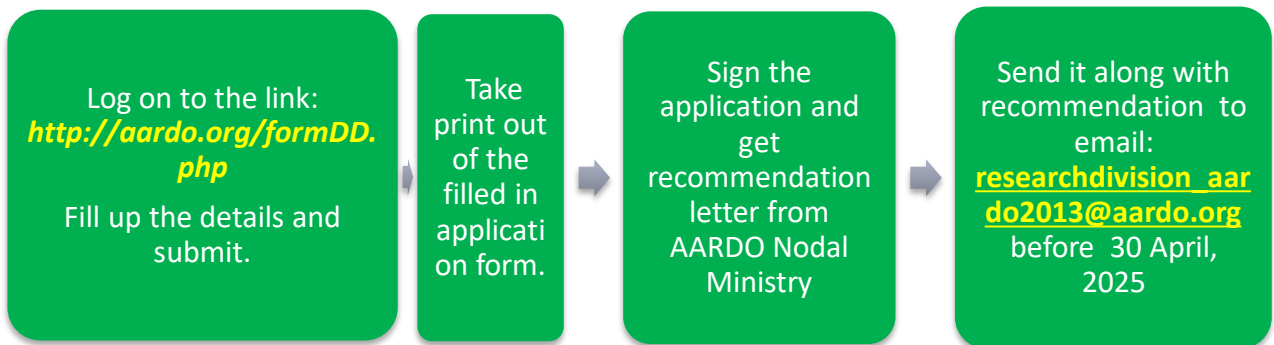 Log on to the link:
http://aardo.org/formDD.
php
Fill up the details and
submit.
Take
print out
of the
filled in
applicati
on form.
Sign the
application and
get
recommendation
letter from
AARDO Nodal
Ministry
Send it along with
recommendation to
email:
researchdivision_aar
do2013@aardo.org
before 30 April,
2025